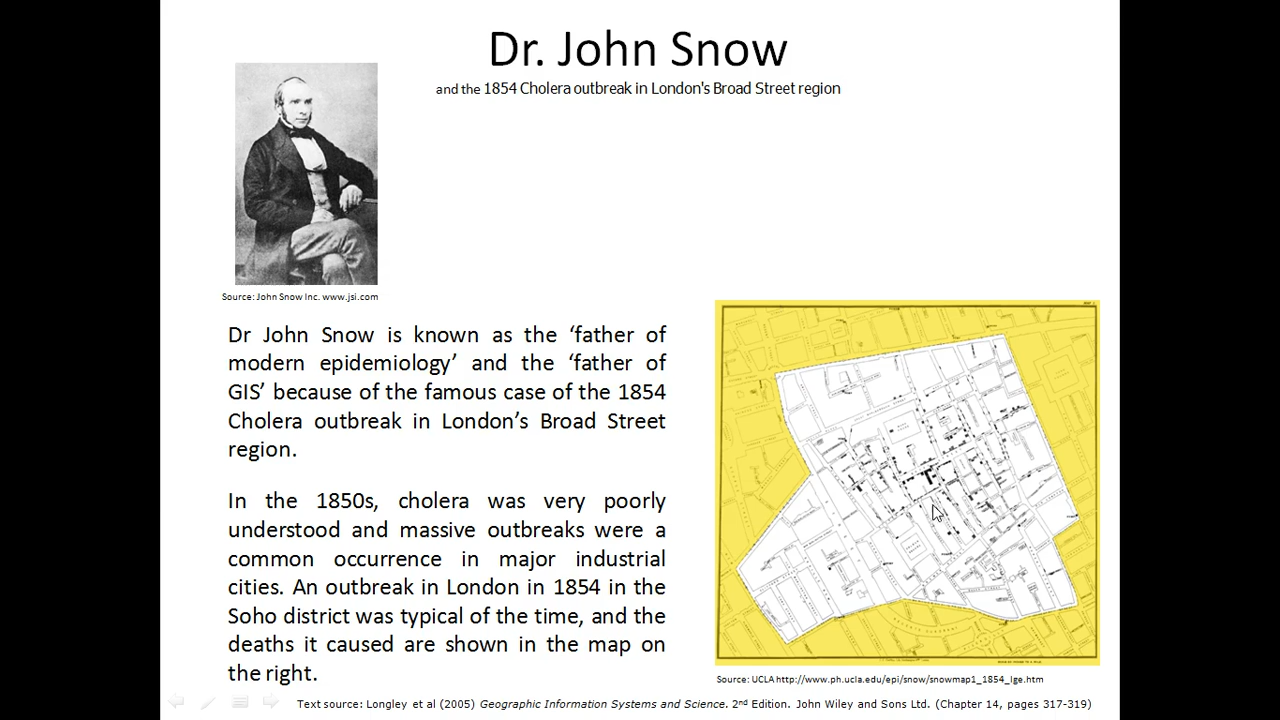 Dr. John Snow
and the 1854 Cholera outbreak in London's Broad Street region
Source: John Snow Inc. www.jsi.com
Dr John Snow is known as the ‘father of
modern epidemiology’ and the ‘father of
GIS’ because of the famous case of the 1854
Cholera outbreak in London’s Broad Street
region.
In the 1850s, cholera was very poorly
understood and massive outbreaks were a
common occurrence in major industrial
cities. An outbreak in London in 1854 in the
Soho district was typical of the time, and the
deaths it caused are shown in the map on
the right.
Source: UCLA http://www.ph.ucla.edu/epi/snow/snowmap1_1854_lge.htm
Text source: Longley et al (2005) Geographic Information Systems and Science. 2nd Edition. John Wiley and Sons Ltd. (Chapter 14, pages 317-319)